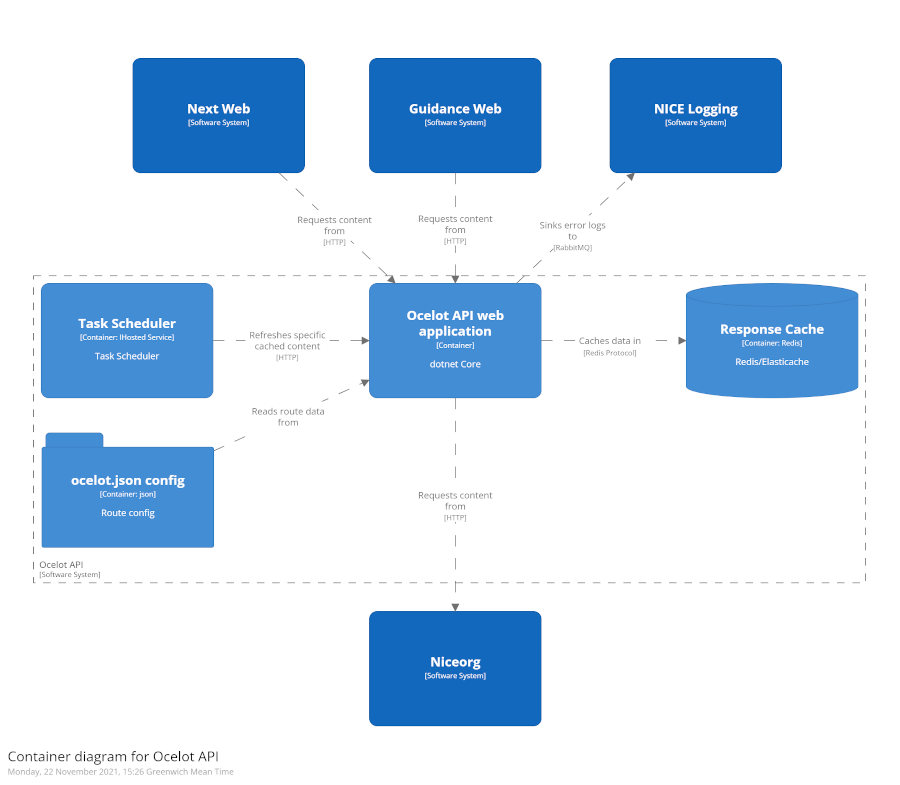 Next Web
[Software System]
Guidance Web
[Software System]
NICE Logging
[Software System]
Requests content
from
[HTTP]
Requests content
from
[HTTP]
Sinks error logs
to
[RabbitMQ]
Task Scheduler
[Container: IHosted Service]
Task Scheduler
Refreshes specific
cached content
[HTTP]
Ocelot API web
application
[Container]
dotnet Core
Caches data in
[Redis Protocol]
Response Cache
[Container: Redis]
Redis/Elasticache
Reads route data
from
ocelot.json config
[Container: json]
Route config
Requests content
from
[HTTP]
Ocelot API
[Software System]
Niceorg
[Software System]
Container diagram for Ocelot API
Monday, 22 November 2021, 15:26 Greenwich Mean Time